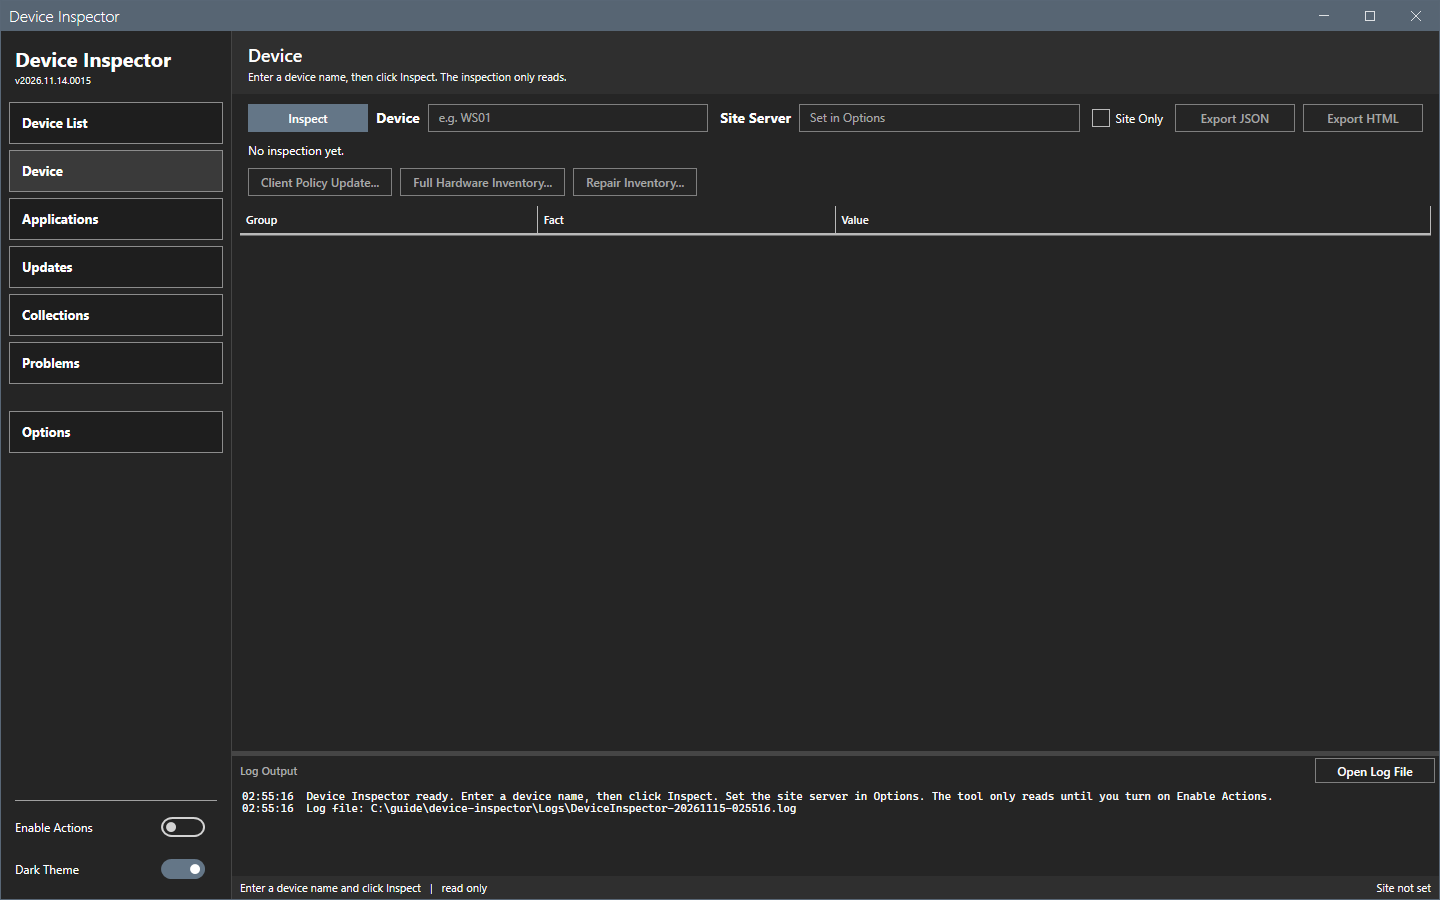 Device Inspector
Device Inspector
v2026.11.14.0015
Device List
Device
Applications
Updates
Collections
Problems
Options
Enable Actions
Dark Theme
Device
Enter a device name, then click Inspect. The inspection only reads.
Inspect Device e.g. WS01 Site Server Set in Options Site Only Export JSON Export HTML
No inspection yet.
Client Policy Update... Full Hardware Inventory... Repair Inventory...
Group Fact Value
Log Output Open Log File
02:55:16 Device Inspector ready. Enter a device name, then click Inspect. Set the site server in Options. The tool only reads until you turn on Enable Actions.
02:55:16 Log file: C:\guide\device-inspector\Logs\DeviceInspector-20261115-025516.log
Enter a device name and click Inspect | read only Site not set